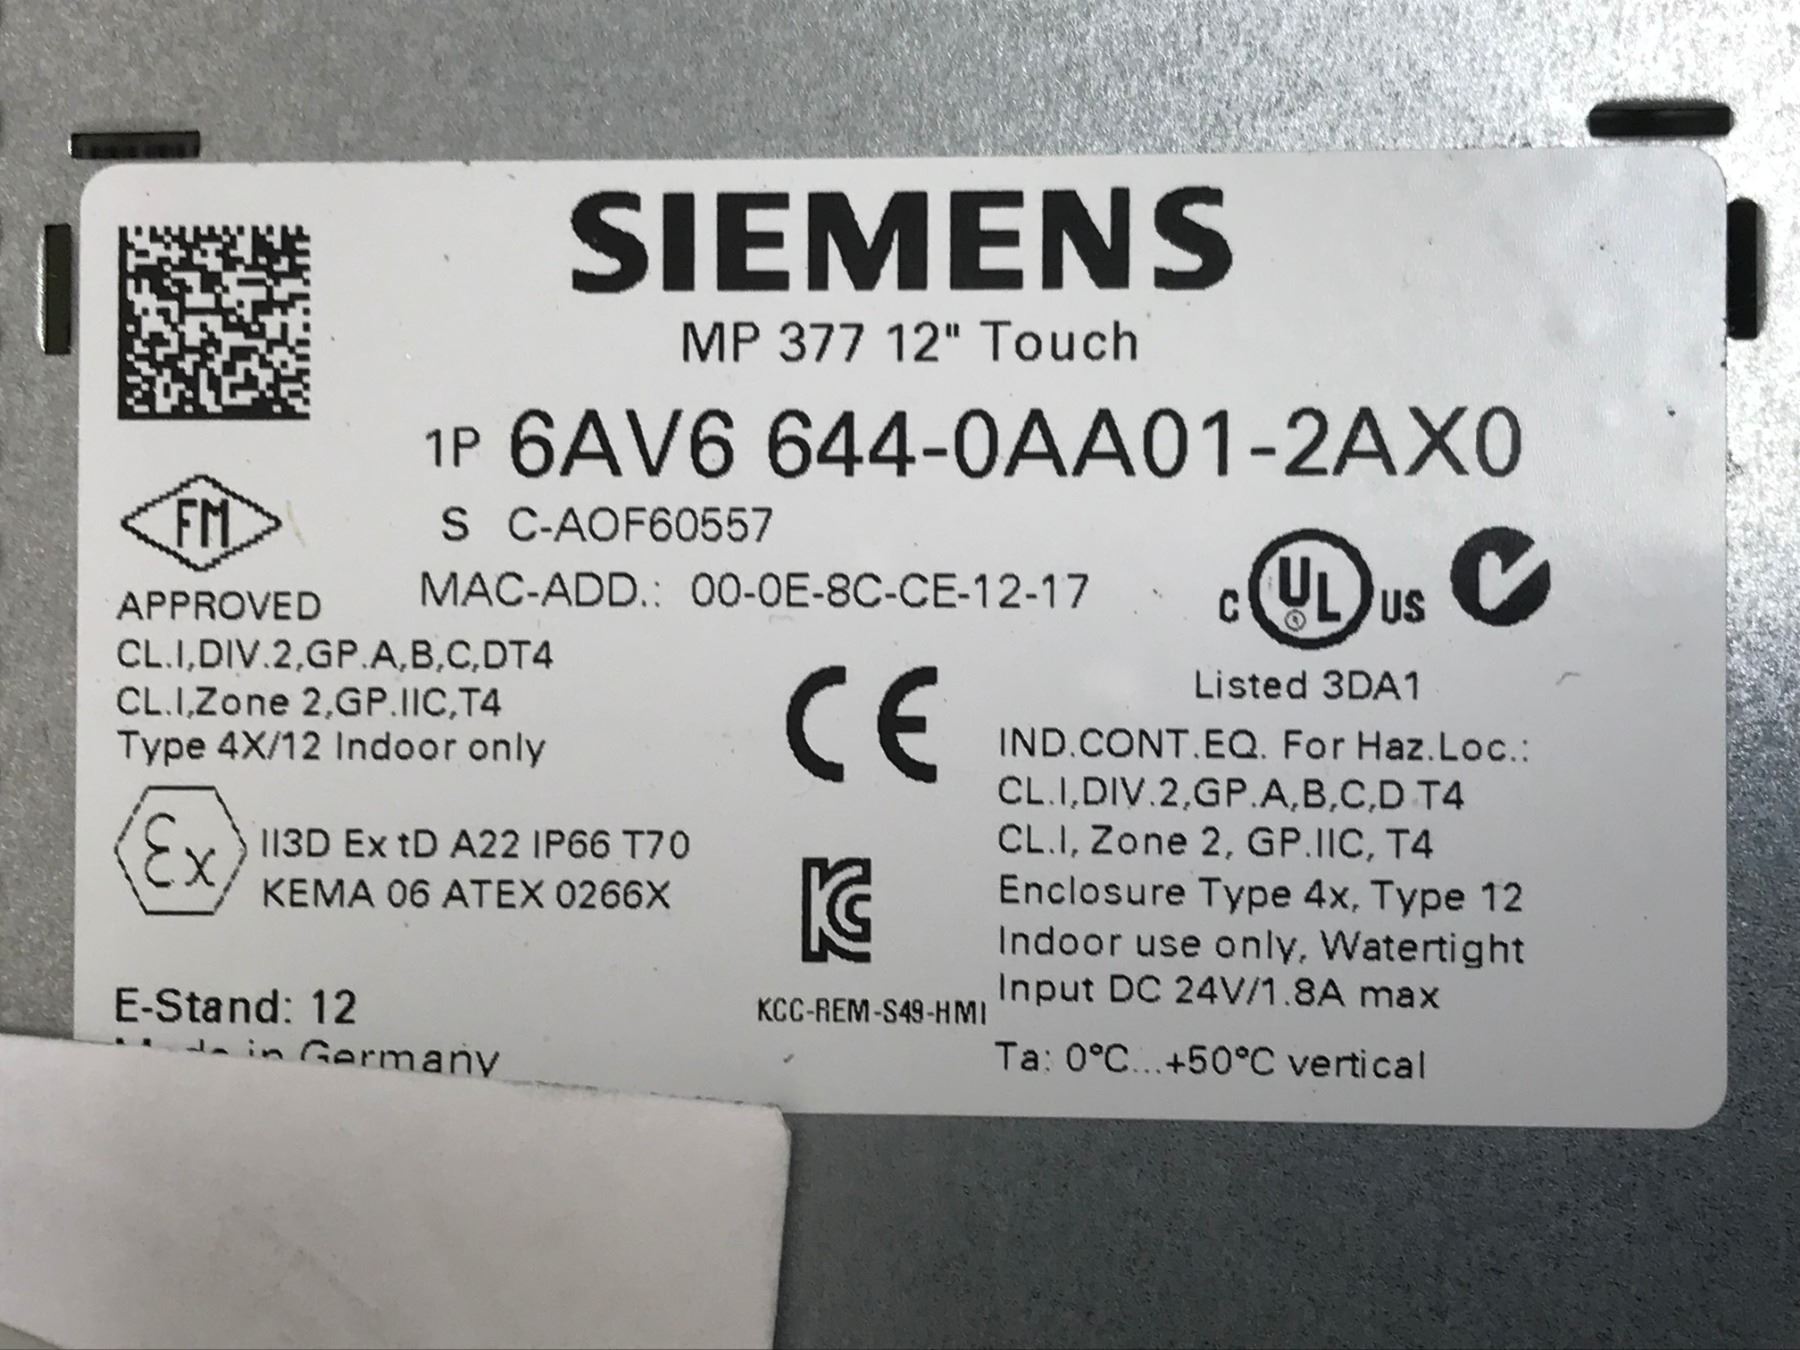 SIEMENS
MP 377 12" Touch
1P 6AV6 644-0AA01-2AX0
S C-AOF60557
MAC-ADD.: 00-0E-8C-CE-12-17
FM
APPROVED
CL.I,DIV.2,GP.A,B,C,DT4
CL.I,Zone 2,GP.IIC,T4
Type 4X/12 Indoor only
Ex II3D Ex tD A22 IP66 T70
KEMA 06 ATEX 0266X
E-Stand: 12
Made in Germany
CE
KC
KCC-REM-S49-HMI
C UL US
Listed 3DA1
IND.CONT.EQ. For Haz.Loc.:
CL.I,DIV.2,GP.A,B,C,D T4
CL.I, Zone 2, GP.IIC, T4
Enclosure Type 4x, Type 12
Indoor use only, Watertight
Input DC 24V/1.8A max
Ta: 0°C...+50°C vertical